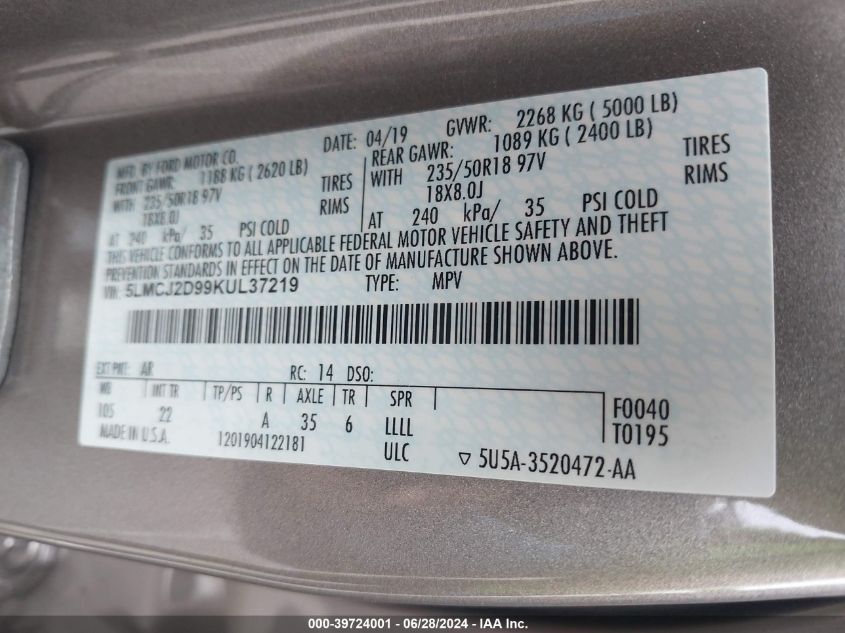 MFD. BY FORD MOTOR CO. DATE: 04/19 GVWR: 2268 KG ( 5000 LB)
FRONT GAWR: 1188 KG ( 2620 LB) REAR GAWR: 1089 KG ( 2400 LB)
WITH 235/50R18 97V TIRES WITH 235/50R18 97V TIRES
18X8.0J RIMS 18X8.0J RIMS
AT 240 kPa/ 35 PSI COLD AT 240 kPa/ 35 PSI COLD
THIS VEHICLE CONFORMS TO ALL APPLICABLE FEDERAL MOTOR VEHICLE SAFETY AND THEFT
PREVENTION STANDARDS IN EFFECT ON THE DATE OF MANUFACTURE SHOWN ABOVE.
VIN: 5LMCJ2D99KUL37219 TYPE: MPV
EXT PNT: AR RC: 14 DSO:
WB INT TR TP/PS R AXLE TR SPR
105 22 A 35 6 LLLL F0040
MADE IN U.S.A. 1201904122181 ULC T0195
▽ 5U5A-3520472-AA
000-39724001 / 06/28/2024 - IAA Inc.